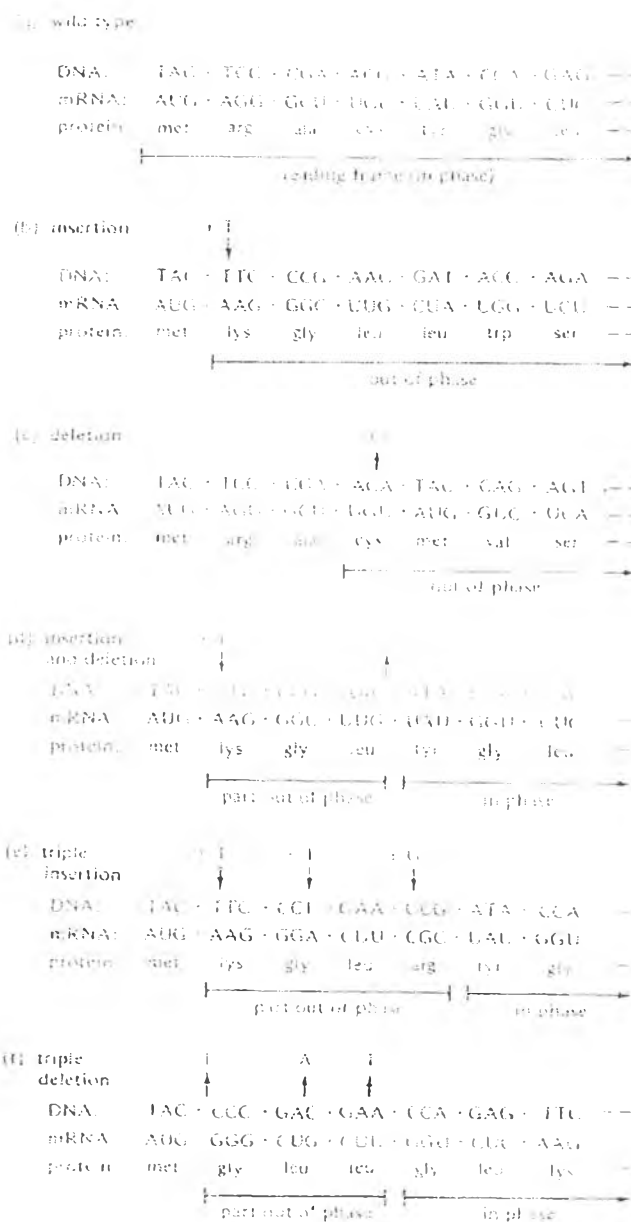 wild type
DNA: TAC · TCC · CGA · ACG · ATA · CCA · GAG
mRNA: AUG · AGG · GCU · UGC · UAU · GGU · CUC
protein met arg ala cys tyr gly leu
reading frame (in phase)
(b) insertion + T
DNA: TAC · TTC · CCG · AAC · GAT · ACC · AGA
mRNA AUG · AAG · GGC · UUG · CUA · UGG · UCU
protein met lys gly leu leu trp ser
out of phase
(c) deletion
DNA: TAC · TCC · CGA · ACA · TAC · CAG · AGT
mRNA AUG · AGG · GCU · UGU · AUG · GUC · UCA
protein: met arg ala cys met val ser
out of phase
(d) insertion
and deletion
DNA
mRNA AUG · AAG · GGC · UUG · UAU · GGU · CUC
protein: met lys gly leu tyr gly leu
part out of phase in phase
(e) triple + T + T + G
insertion
DNA: TAC · TTC · CCT · GAA · GCG · ATA · CCA
mRNA: AUG · AAG · GGA · CUU · CGC · UAU · GGU
protein met lys gly leu arg tyr gly
part out of phase in phase
(f) triple T A T
deletion
DNA: TAC · CCC · GAC · GAA · CCA · GAG · TTC
mRNA AUG · GGG · CUG · CUU · GGU · CUC · AAG
protein met gly leu leu gly leu lys
part out of phase in phase